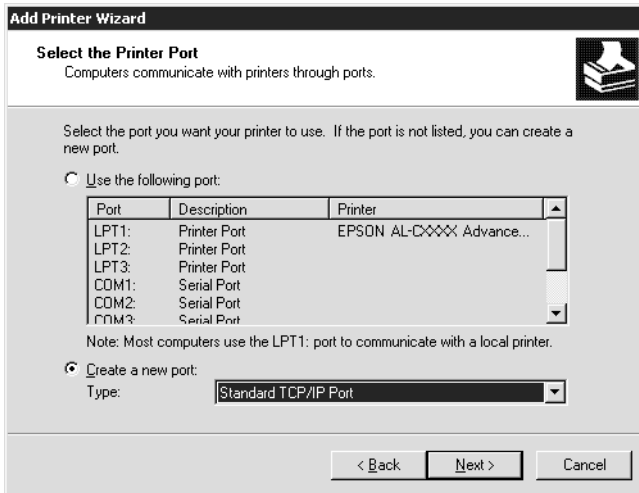 Add Printer Wizard
Select the Printer Port
Computers communicate with printers through ports.
Select the port you want your printer to use. If the port is not listed, you can create a
new port.
Use the following port:
Port Description Printer
LPT1: Printer Port EPSON AL-CXXXX Advance...
LPT2: Printer Port
LPT3: Printer Port
COM1: Serial Port
COM2: Serial Port
COM3: Serial Port
Note: Most computers use the LPT1: port to communicate with a local printer.
Create a new port:
Type: Standard TCP/IP Port
< Back Next > Cancel